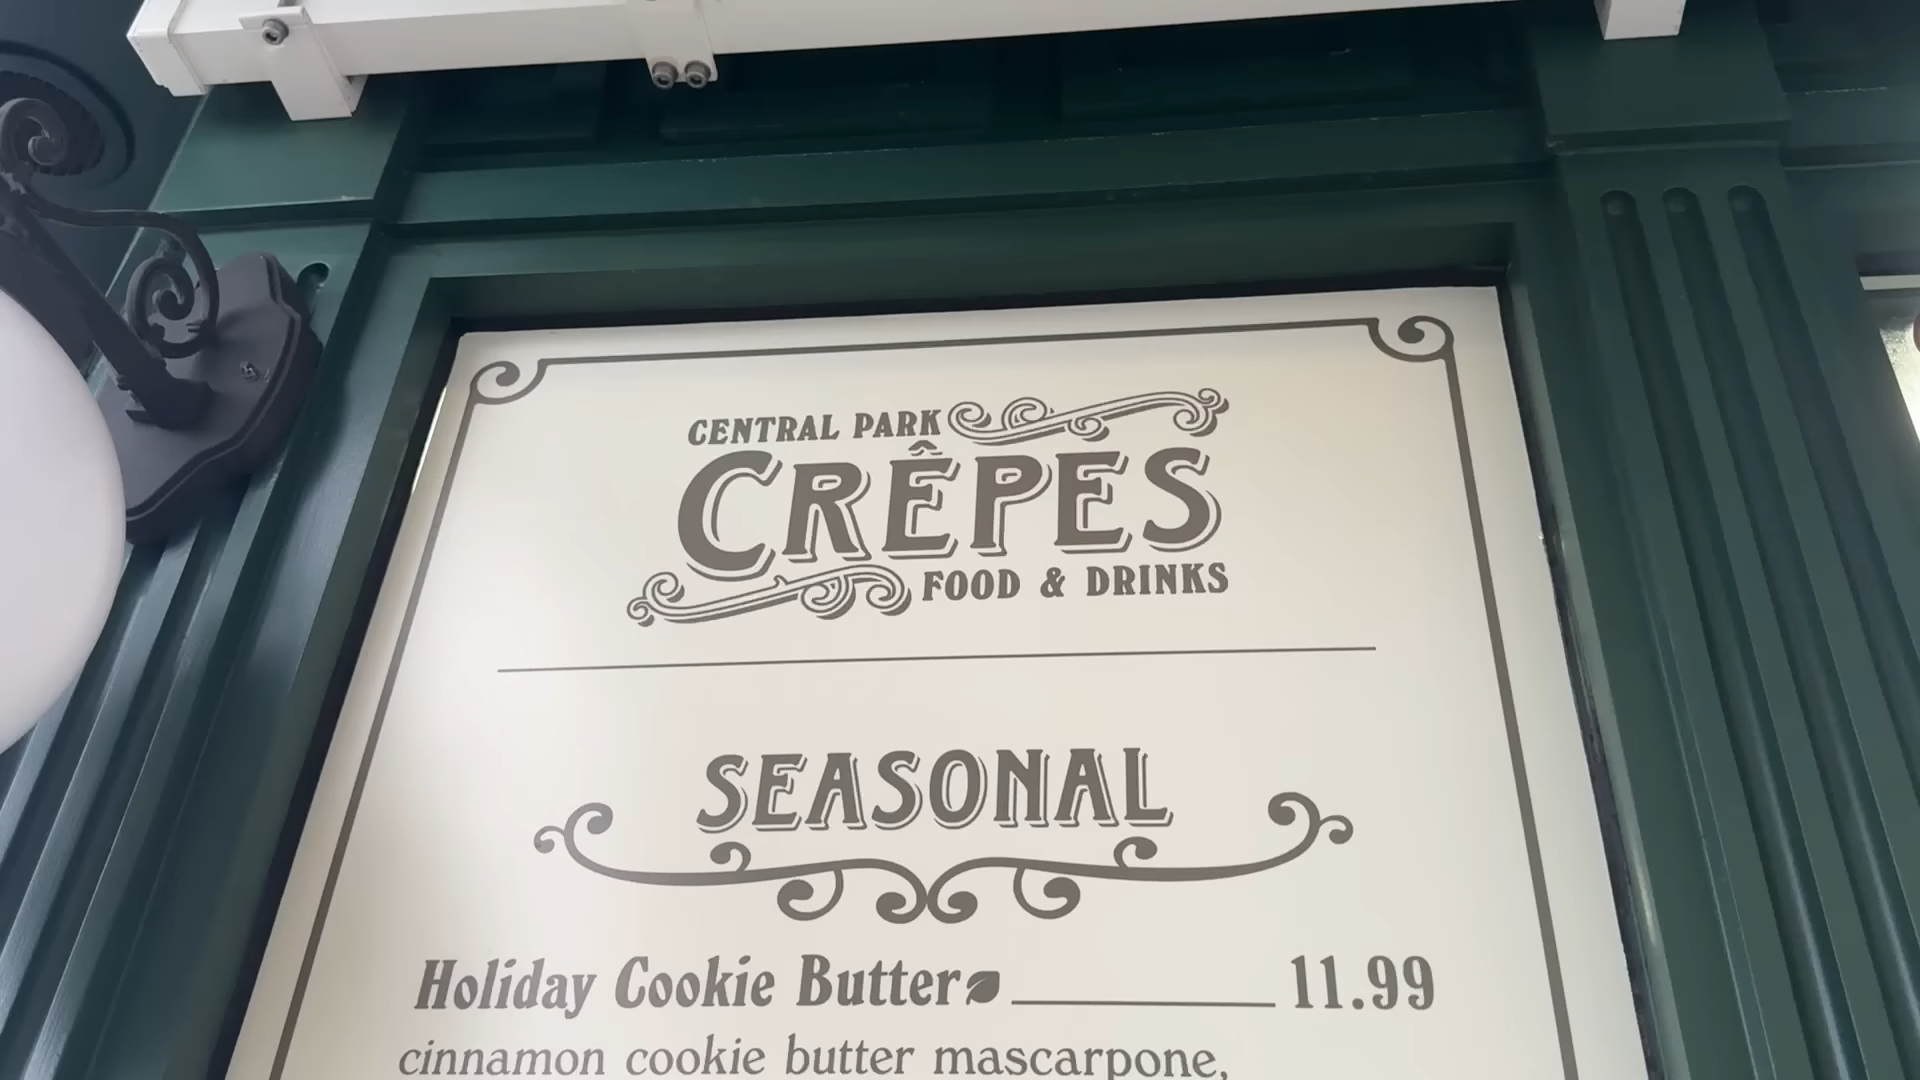 CENTRAL PARK
CRÊPES
FOOD & DRINKS
SEASONAL
Holiday Cookie Butter 11.99
cinnamon cookie butter mascarpone,